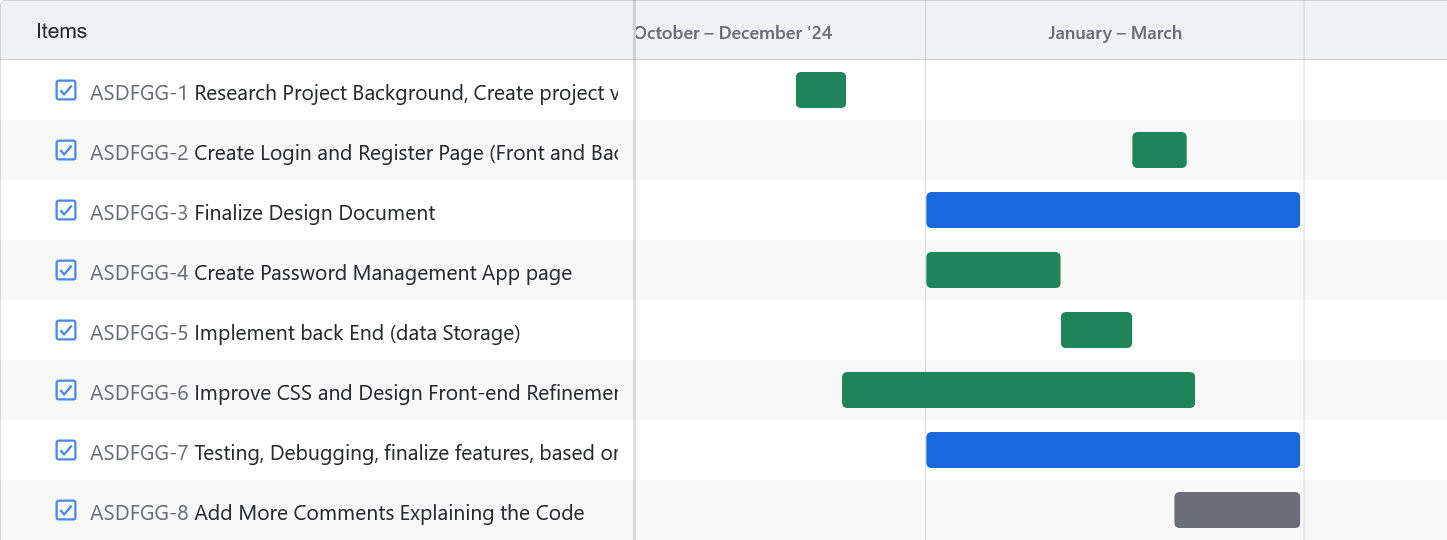 Items
October – December '24
January – March
ASDFGG-1 Research Project Background, Create project
ASDFGG-2 Create Login and Register Page (Front and
ASDFGG-3 Finalize Design Document
ASDFGG-4 Create Password Management App page
ASDFGG-5 Implement back End (data Storage)
ASDFGG-6 Improve CSS and Design Front-end
ASDFGG-7 Testing, Debugging, finalize features, based
ASDFGG-8 Add More Comments Explaining the Code